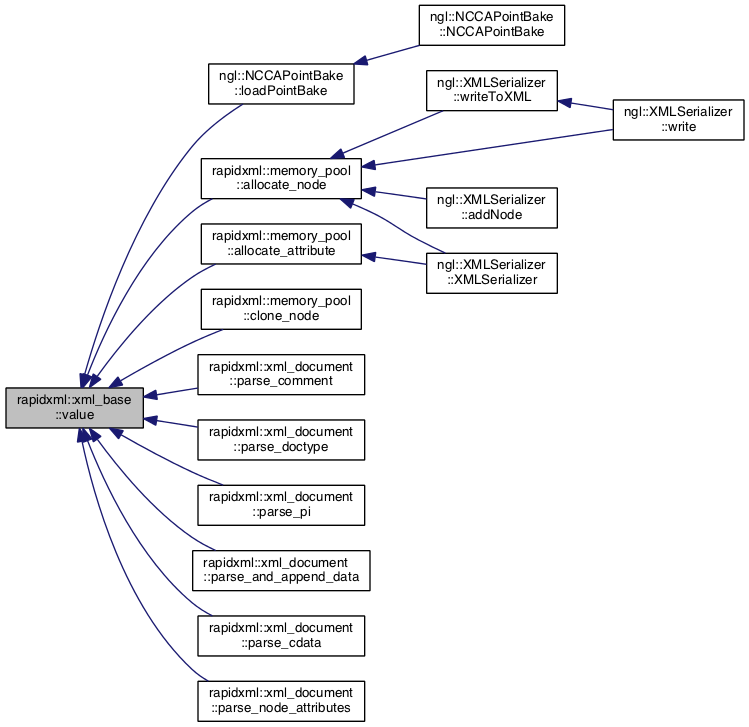 ngl::NCCAPointBake
::NCCAPointBake
ngl::NCCAPointBake
::loadPointBake
ngl::XMLSerializer
::writeToXML
ngl::XMLSerializer
::write
rapidxml::memory_pool
::allocate_node
ngl::XMLSerializer
::addNode
rapidxml::memory_pool
::allocate_attribute
ngl::XMLSerializer
::XMLSerializer
rapidxml::memory_pool
::clone_node
rapidxml::xml_document
::parse_comment
rapidxml::xml_base
::value
rapidxml::xml_document
::parse_doctype
rapidxml::xml_document
::parse_pi
rapidxml::xml_document
::parse_and_append_data
rapidxml::xml_document
::parse_cdata
rapidxml::xml_document
::parse_node_attributes